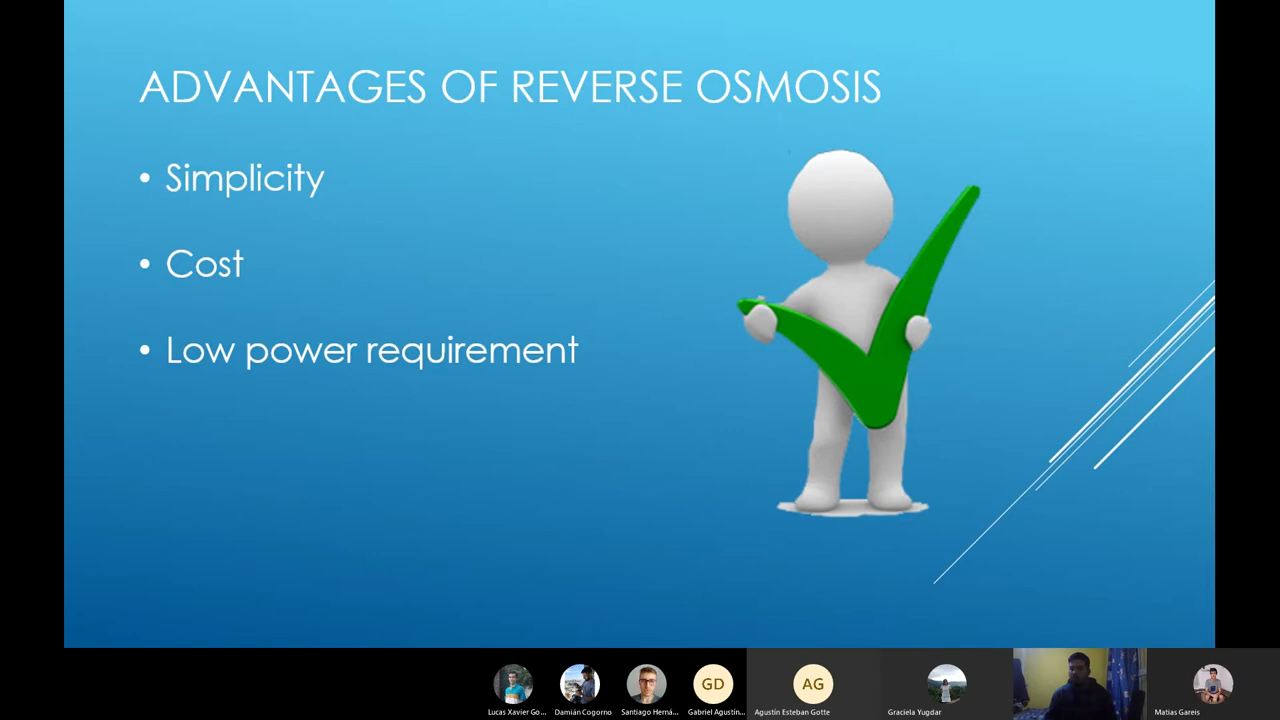 ADVANTAGES OF REVERSE OSMOSIS
• Simplicity
• Cost
• Low power requirement
GD
AG
Lucas Xavier Go...
Damián Cogorno
Santiago Herná...
Gabriel Agustín...
Agustín Esteban Gotte
Graciela Yugdar
Matias Gareis